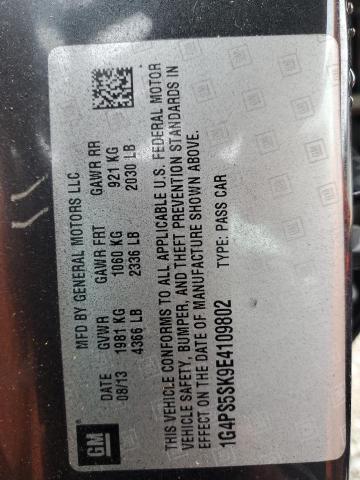 MFD BY GENERAL MOTORS LLC
DATE GVWR GAWR FRT GAWR RR
08/13 1981 KG 1060 KG 921 KG
4366 LB 2336 LB 2030 LB
THIS VEHICLE CONFORMS TO ALL APPLICABLE U.S. FEDERAL MOTOR
VEHICLE SAFETY, BUMPER, AND THEFT PREVENTION STANDARDS IN
EFFECT ON THE DATE OF MANUFACTURE SHOWN ABOVE.
1G4PS5SK9E4109802 TYPE: PASS CAR
GM